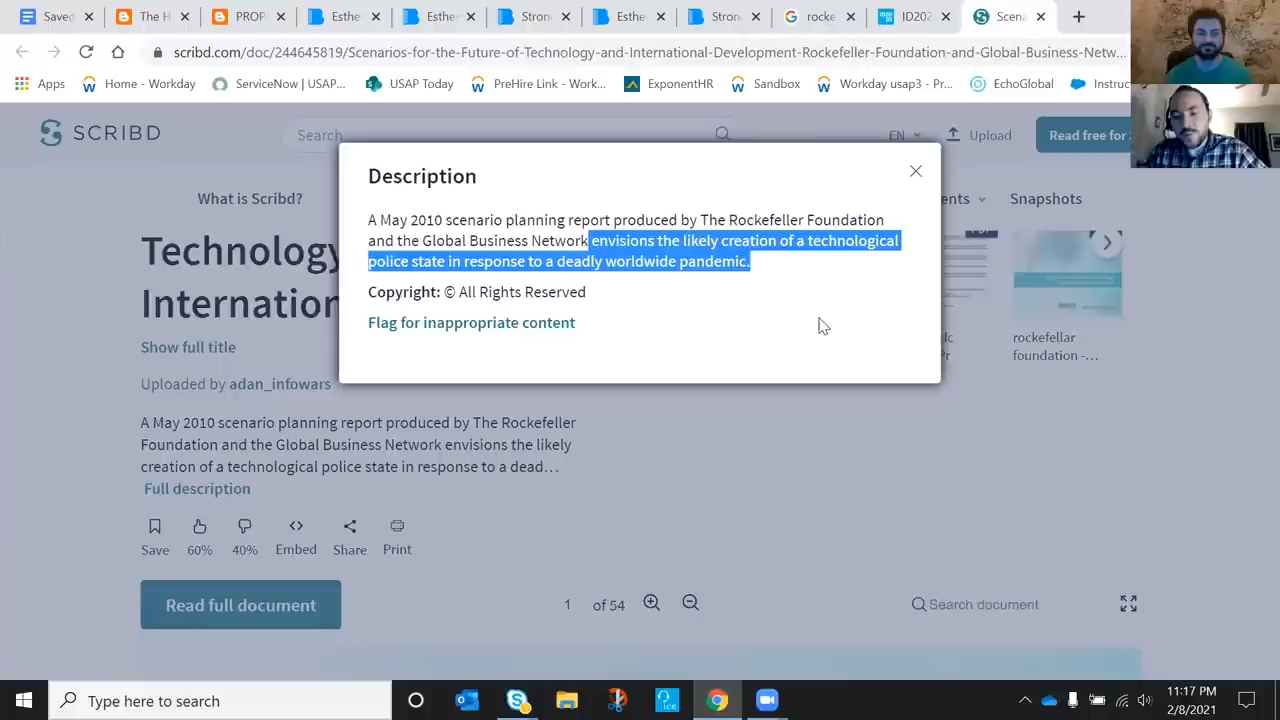 Saved
The H
PROP
Esthe
Esthe
Stron
Esthe
Stron
rocke
ID202
Scena
scribd.com/doc/244645819/Scenarios-for-the-Future-of-Technology-and-International-Development-Rockefeller-Foundation-and-Global-Business-Netw...
Apps
Home - Workday
ServiceNow | USAP...
USAP Today
PreHire Link - Work...
ExponentHR
Sandbox
Workday usap3 - Pr...
EchoGlobal
Instruc
SCRIBD
Search
EN
Upload
Read free for
What is Scribd?
ents
Snapshots
Description
A May 2010 scenario planning report produced by The Rockefeller Foundation
and the Global Business Network envisions the likely creation of a technological
police state in response to a deadly worldwide pandemic.
Copyright: © All Rights Reserved
Flag for inappropriate content
Technology
Internation
Show full title
Uploaded by adan_infowars
A May 2010 scenario planning report produced by The Rockefeller
Foundation and the Global Business Network envisions the likely
creation of a technological police state in response to a dead...
Full description
rockefellar
foundation -...
Save
60%
40%
Embed
Share
Print
Read full document
1 of 54
Search document
Type here to search
ice
11:17 PM
2/8/2021